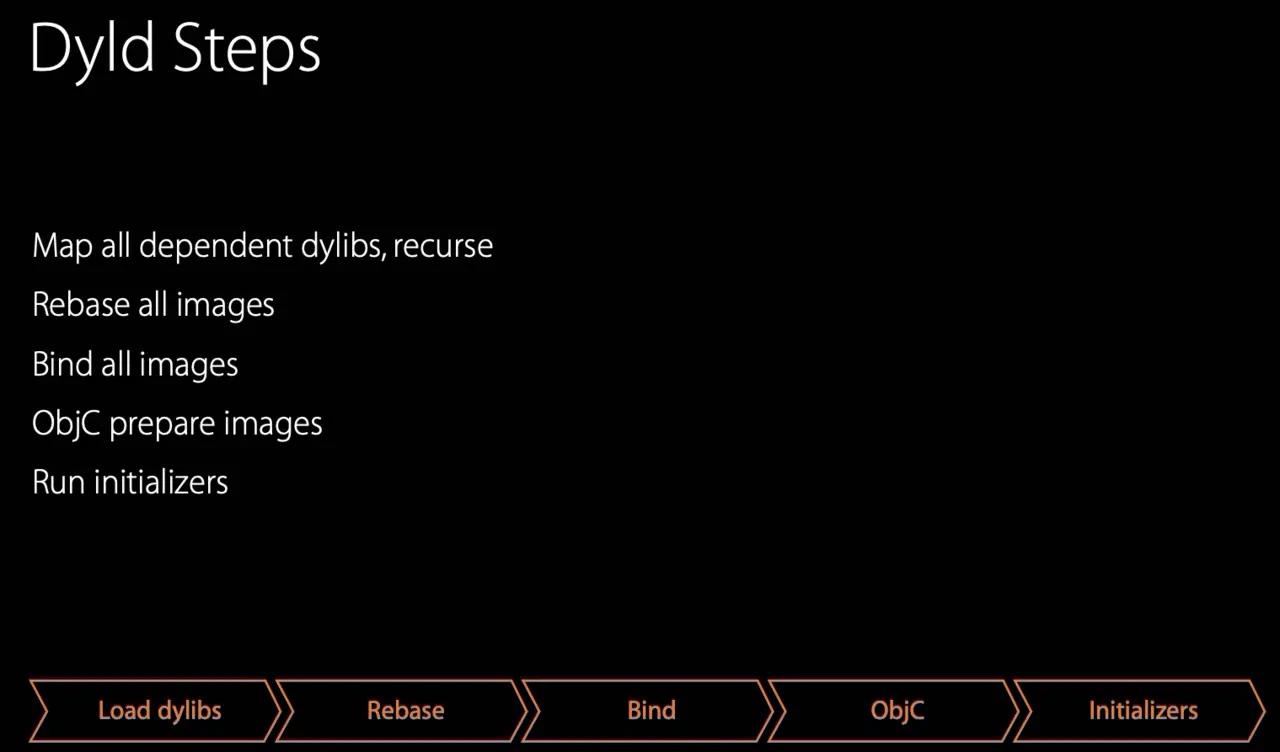 Dyld Steps
Map all dependent dylibs, recurse
Rebase all images
Bind all images
ObjC prepare images
Run initializers
Load dylibs
Rebase
Bind
ObjC
Initializers